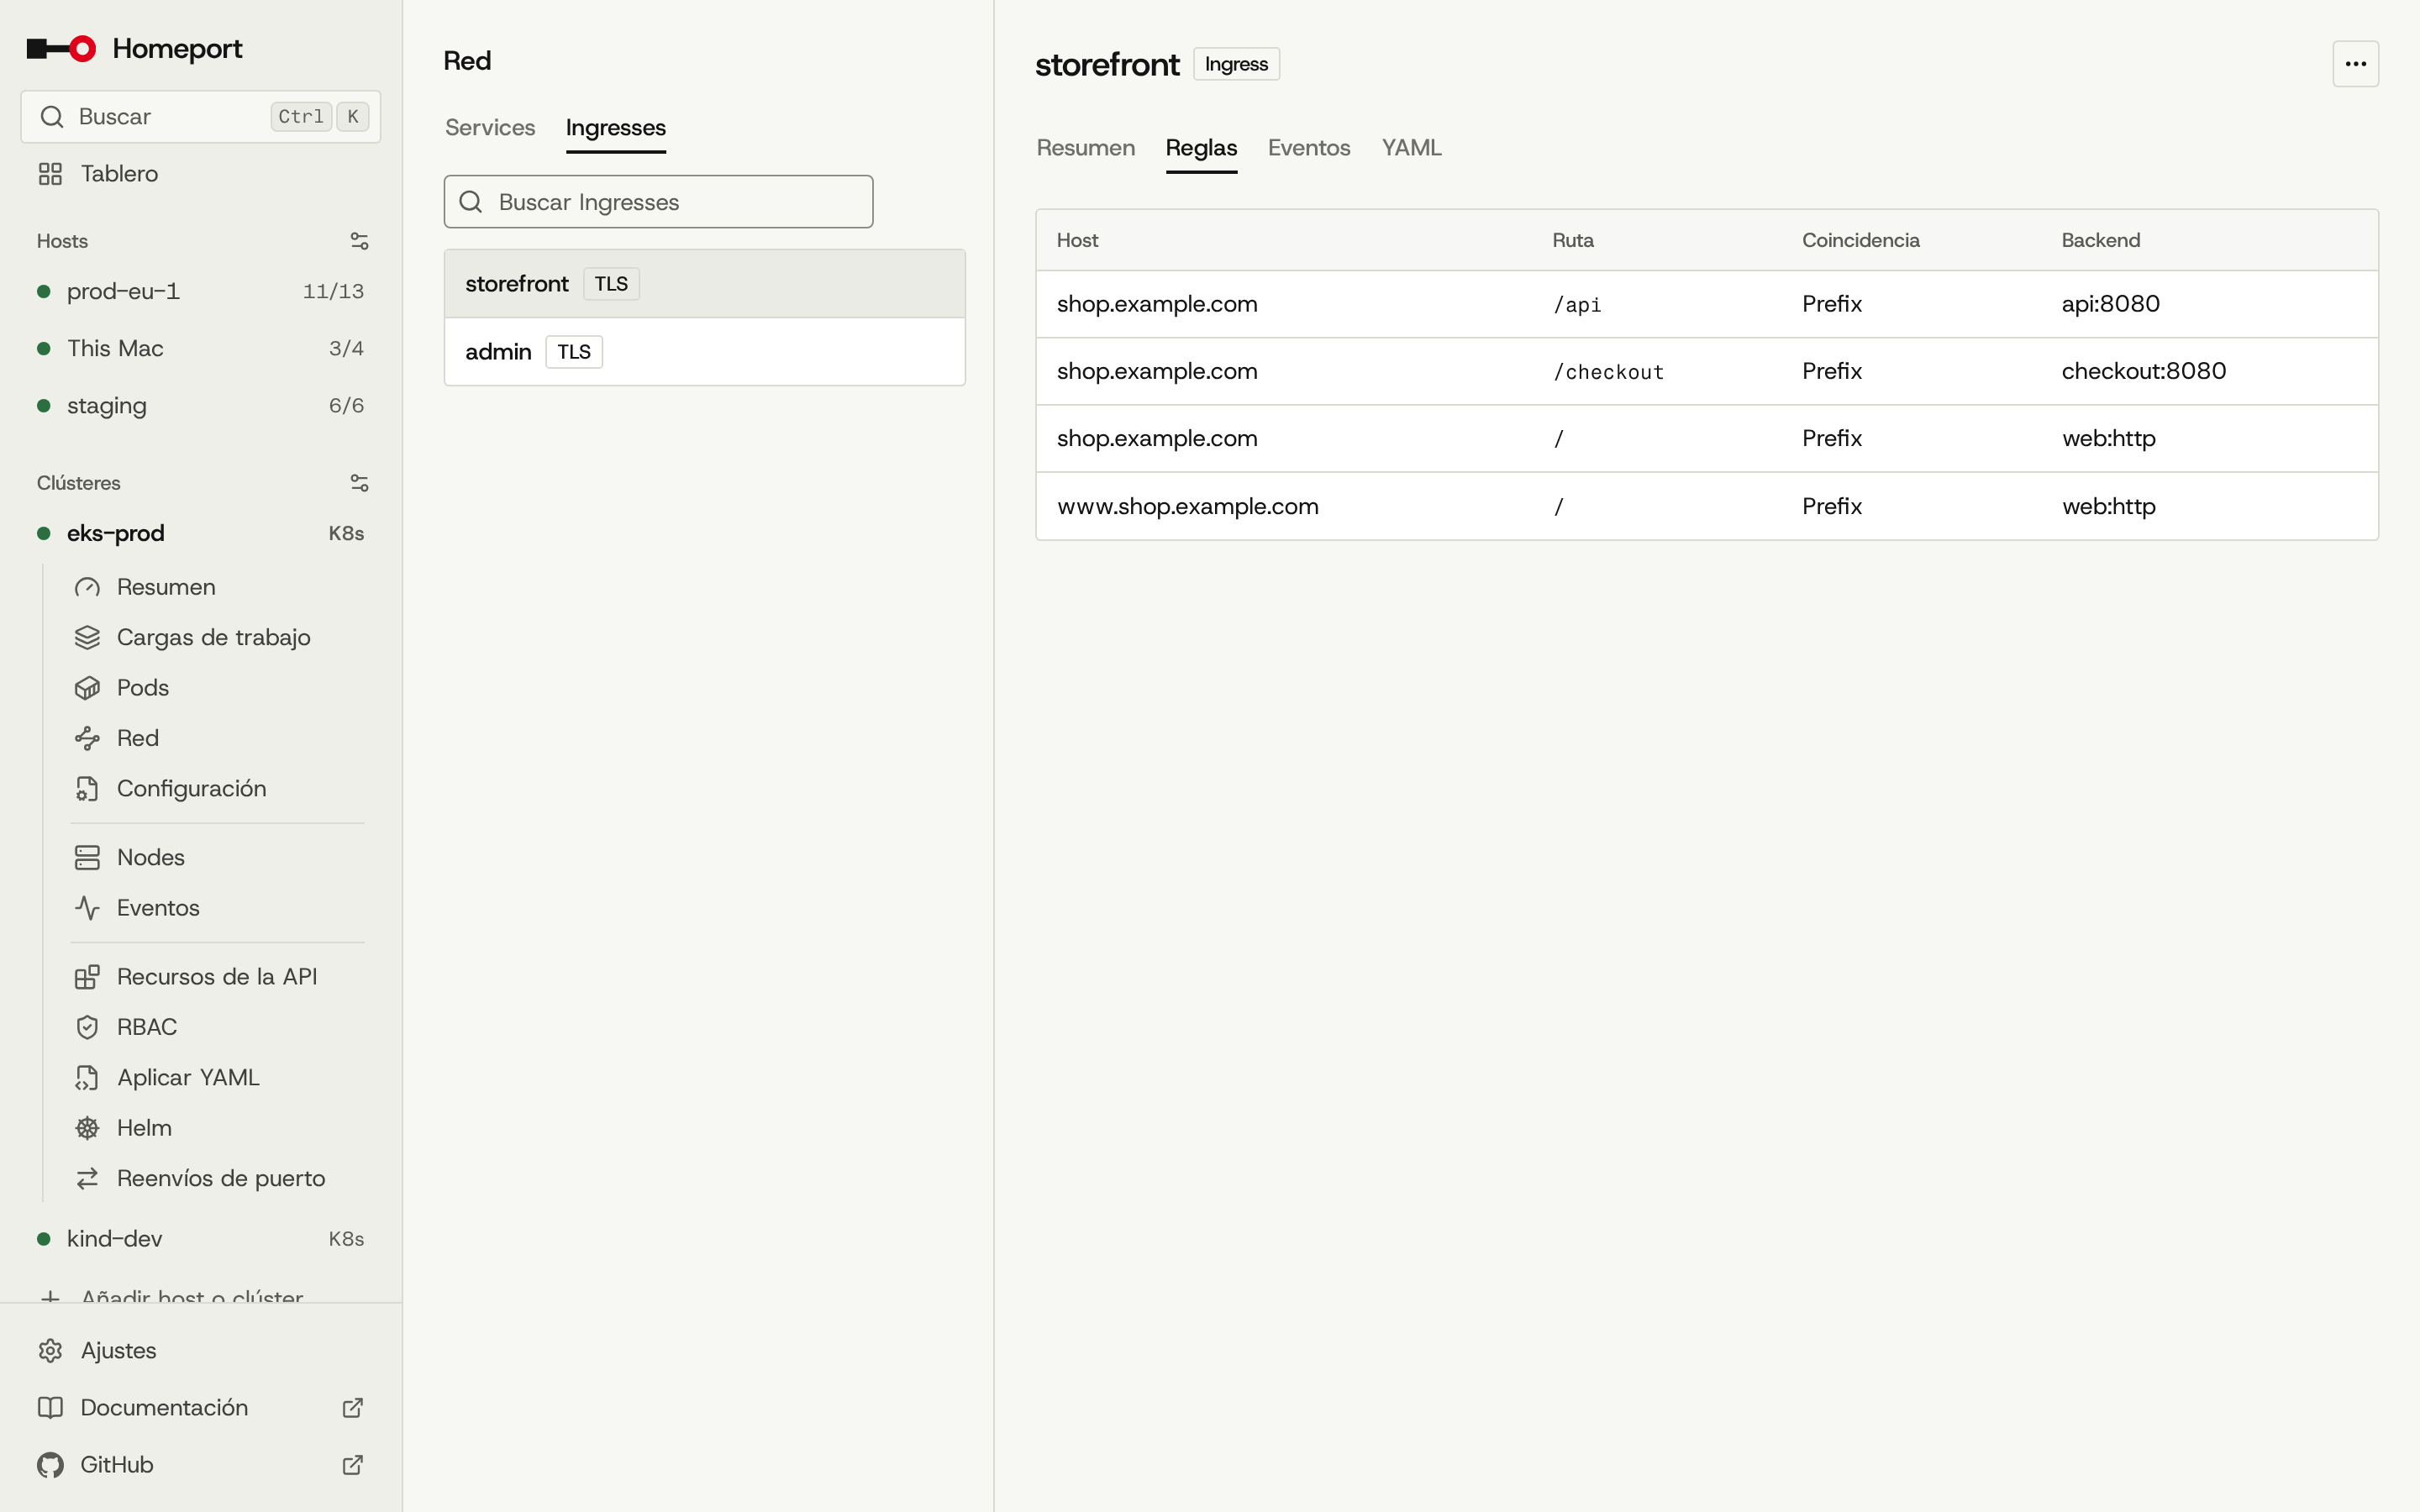 Homeport
Buscar Ctrl K
Tablero
Hosts
prod-eu-1 11/13
This Mac 3/4
staging 6/6
Clústeres
eks-prod K8s
Resumen
Cargas de trabajo
Pods
Red
Configuración
Nodes
Eventos
Recursos de la API
RBAC
Aplicar YAML
Helm
Reenvíos de puerto
kind-dev K8s
Añadir host o clúster
Ajustes
Documentación
GitHub
Red
Services Ingresses
Buscar Ingresses
storefront TLS
admin TLS
storefront Ingress
Resumen Reglas Eventos YAML
Host Ruta Coincidencia Backend
shop.example.com /api Prefix api:8080
shop.example.com /checkout Prefix checkout:8080
shop.example.com / Prefix web:http
www.shop.example.com / Prefix web:http